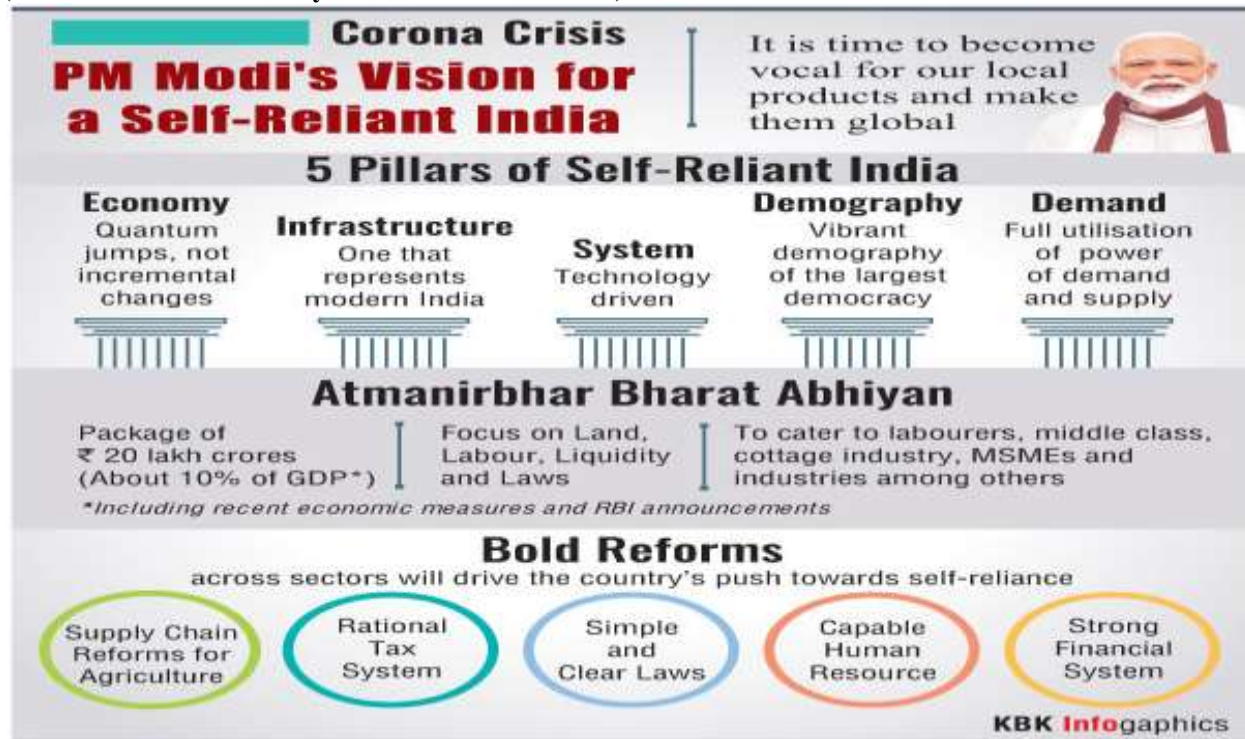 Corona Crisis
PM Modi's Vision for
a Self-Reliant India
It is time to become
vocal for our local
products and make
them global
5 Pillars of Self-Reliant India
Economy
Quantum
jumps, not
incremental
changes
Infrastructure
One that
represents
modern India
System
Technology
driven
Demography
Vibrant
demography
of the largest
democracy
Demand
Full utilisation
of power
of demand
and supply
Atmanirbhar Bharat Abhiyan
Package of
₹ 20 lakh crores
(About 10% of GDP*)
Focus on Land,
Labour, Liquidity
and Laws
To cater to labourers, middle class,
cottage industry, MSMEs and
industries among others
*Including recent economic measures and RBI announcements
Bold Reforms
across sectors will drive the country's push towards self-reliance
Supply Chain
Reforms for
Agriculture
Rational
Tax
System
Simple
and
Clear Laws
Capable
Human
Resource
Strong
Financial
System
KBK Infogaphics